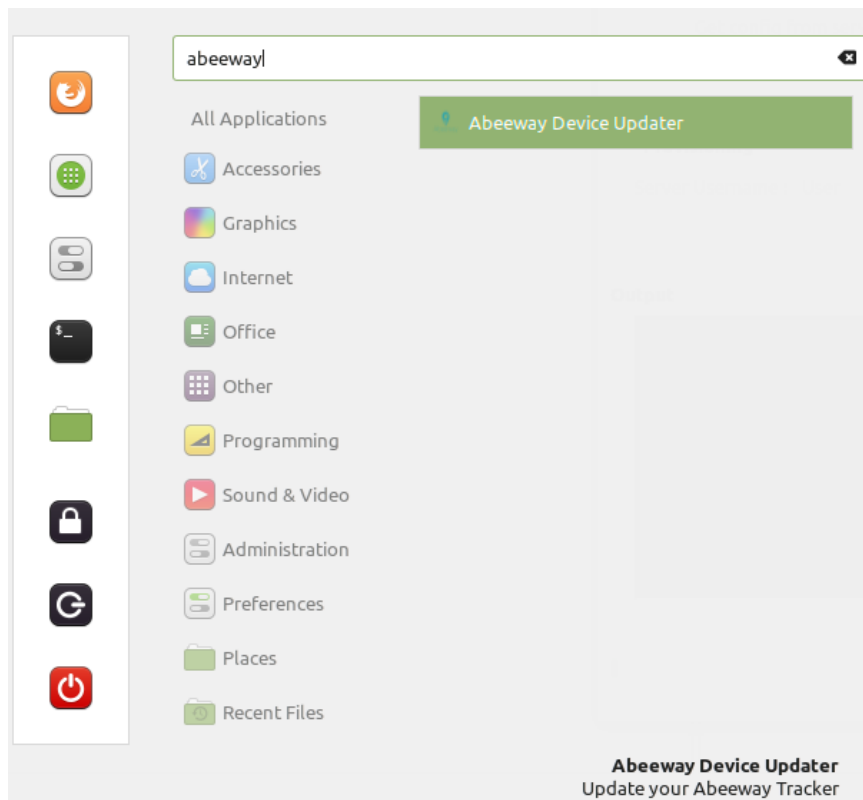 abeeway
All Applications
Abeeway Device Updater
Accessories
Graphics
Internet
$_
Office
Other
Programming
Sound & Video
Administration
Preferences
Places
Recent Files
Abeeway Device Updater
Update your Abeeway Tracker